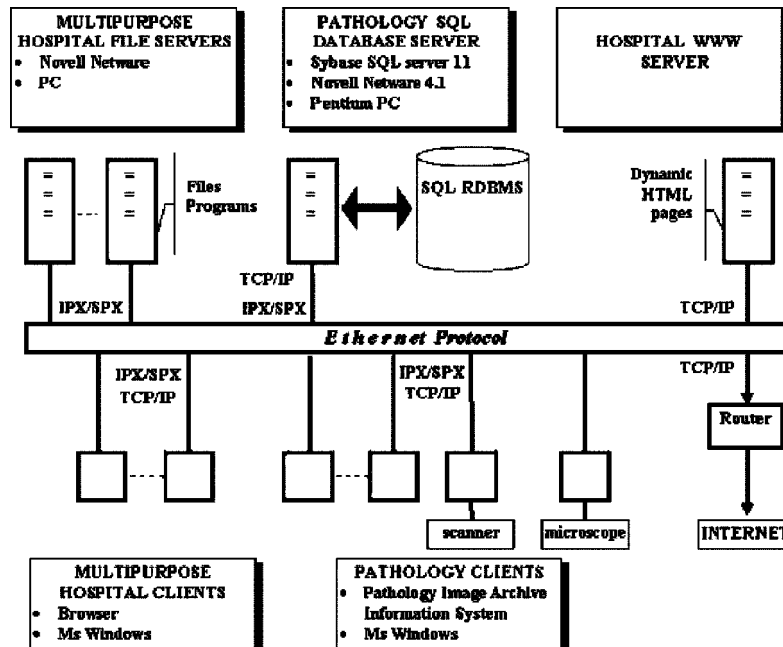 MULTIPURPOSE
HOSPITAL FILE SERVERS
• Novell Netware
• PC
PATHOLOGY SQL
DATABASE SERVER
• Sybase SQL server 11
• Novell Netware 4.1
• Pentium PC
HOSPITAL WWW
SERVER
Files
Programs
SQL RDBMS
Dynamic
HTML
pages
IPX/SPX
TCP/IP
IPX/SPX
TCP/IP
Ethernet Protocol
IPX/SPX
TCP/IP
IPX/SPX
TCP/IP
TCP/IP
Router
scanner
microscope
INTERNET
MULTIPURPOSE
HOSPITAL CLIENTS
• Browser
• Ms Windows
PATHOLOGY CLIENTS
• Pathology Image Archive
Information System
• Ms Windows